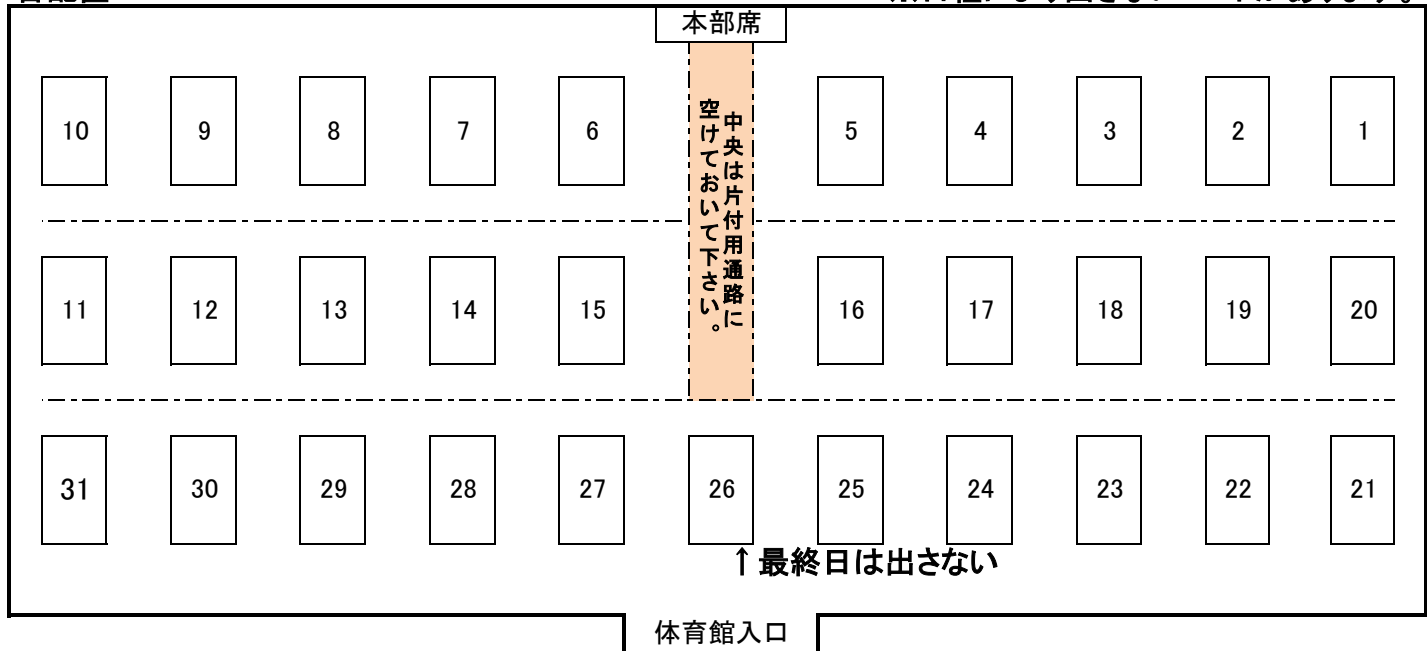 本部席
10 9 8 7 6 5 4 3 2 1
中央は片付用通路に
空けておいて下さい。
11 12 13 14 15 16 17 18 19 20
31 30 29 28 27 26 25 24 23 22 21
↑最終日は出さない
体育館入口